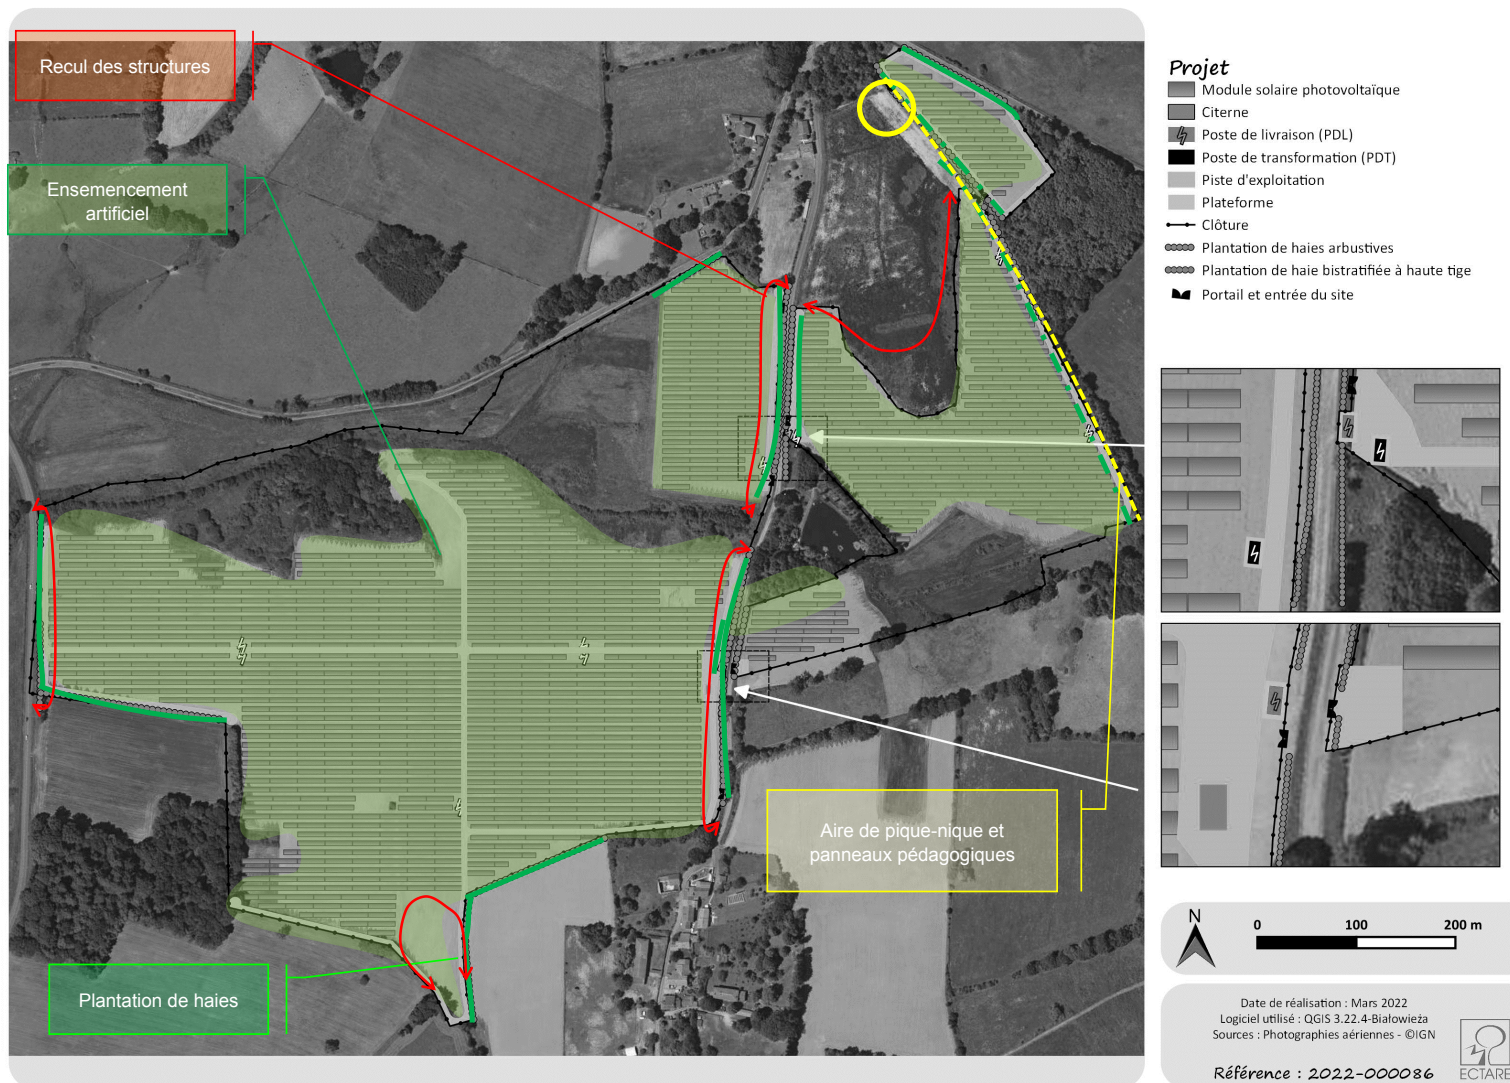 Recul des structures
Ensemencement
artificiel
Aire de pique-nique et
panneaux pédagogiques
Plantation de haies
Projet
Module solaire photovoltaïque
Citerne
Poste de livraison (PDL)
Poste de transformation (PDT)
Piste d'exploitation
Plateforme
Clôture
Plantation de haies arbustives
Plantation de haie bistratifiée à haute tige
Portail et entrée du site
N
0 100 200 m
Date de réalisation : Mars 2022
Logiciel utilisé : QGIS 3.22.4-Białowieża
Sources : Photographies aériennes - ©IGN
Référence : 2022-000086
ECTARE